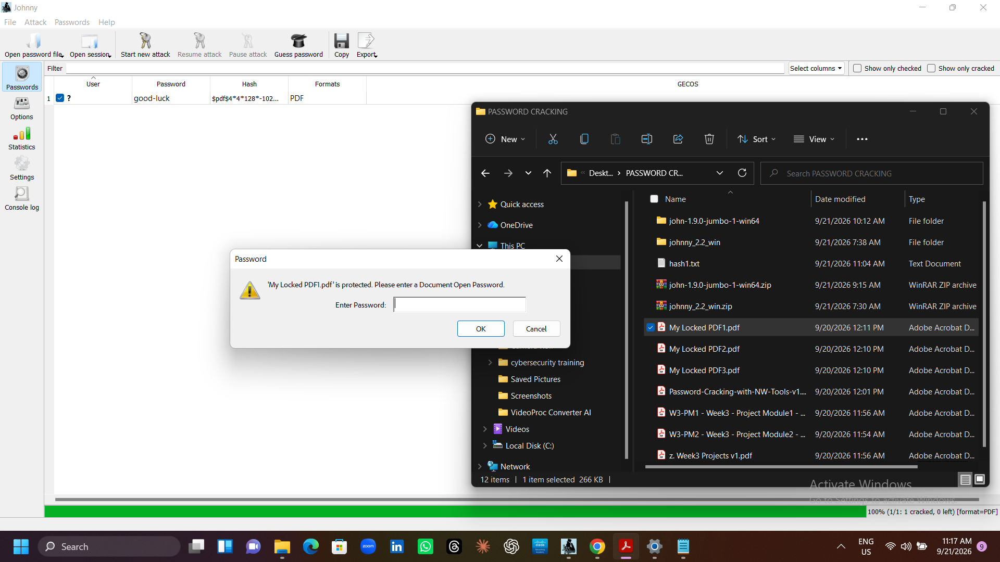 Johnny
File Attack Passwords Help
Open password file Open session Start new attack Resume attack Pause attack Guess password Copy Export
Filter Select columns Show only checked Show only cracked
Passwords
Options
Statistics
Settings
Console log
User Password Hash Formats GECOS
1 ? good-luck $pdf$4*4*128*-102... PDF
PASSWORD CRACKING
New Sort View
Deskt... PASSWORD CR... Search PASSWORD CRACKING
Quick access
OneDrive
This PC
cybersecurity training
Saved Pictures
Screenshots
VideoProc Converter AI
Videos
Local Disk (C:)
Network
Name Date modified Type
john-1.9.0-jumbo-1-win64 9/21/2026 10:12 AM File folder
johnny_2.2_win 9/21/2026 7:38 AM File folder
hash1.txt 9/21/2026 11:04 AM Text Document
john-1.9.0-jumbo-1-win64.zip 9/21/2026 9:15 AM WinRAR ZIP archive
johnny_2.2_win.zip 9/21/2026 7:30 AM WinRAR ZIP archive
My Locked PDF1.pdf 9/20/2026 12:11 PM Adobe Acrobat D...
My Locked PDF2.pdf 9/20/2026 12:10 PM Adobe Acrobat D...
My Locked PDF3.pdf 9/20/2026 12:10 PM Adobe Acrobat D...
Password-Cracking-with-NW-Tools-v1.... 9/20/2026 12:01 PM Adobe Acrobat D...
W3-PM1 - Week3 - Project Module1 - ... 9/20/2026 11:56 AM Adobe Acrobat D...
W3-PM2 - Week3 - Project Module2 - ... 9/20/2026 11:54 AM Adobe Acrobat D...
z. Week3 Projects v1.pdf 9/20/2026 11:56 AM Adobe Acrobat D...
12 items 1 item selected 266 KB
Password
'My Locked PDF1.pdf' is protected. Please enter a Document Open Password.
Enter Password:
OK Cancel
Activate Windows
Go to Settings to activate Windows.
100% (1/1: 1 cracked, 0 left) [format=PDF]
Search zoom in CISCO ENG
US
11:17 AM
9/21/2026 9